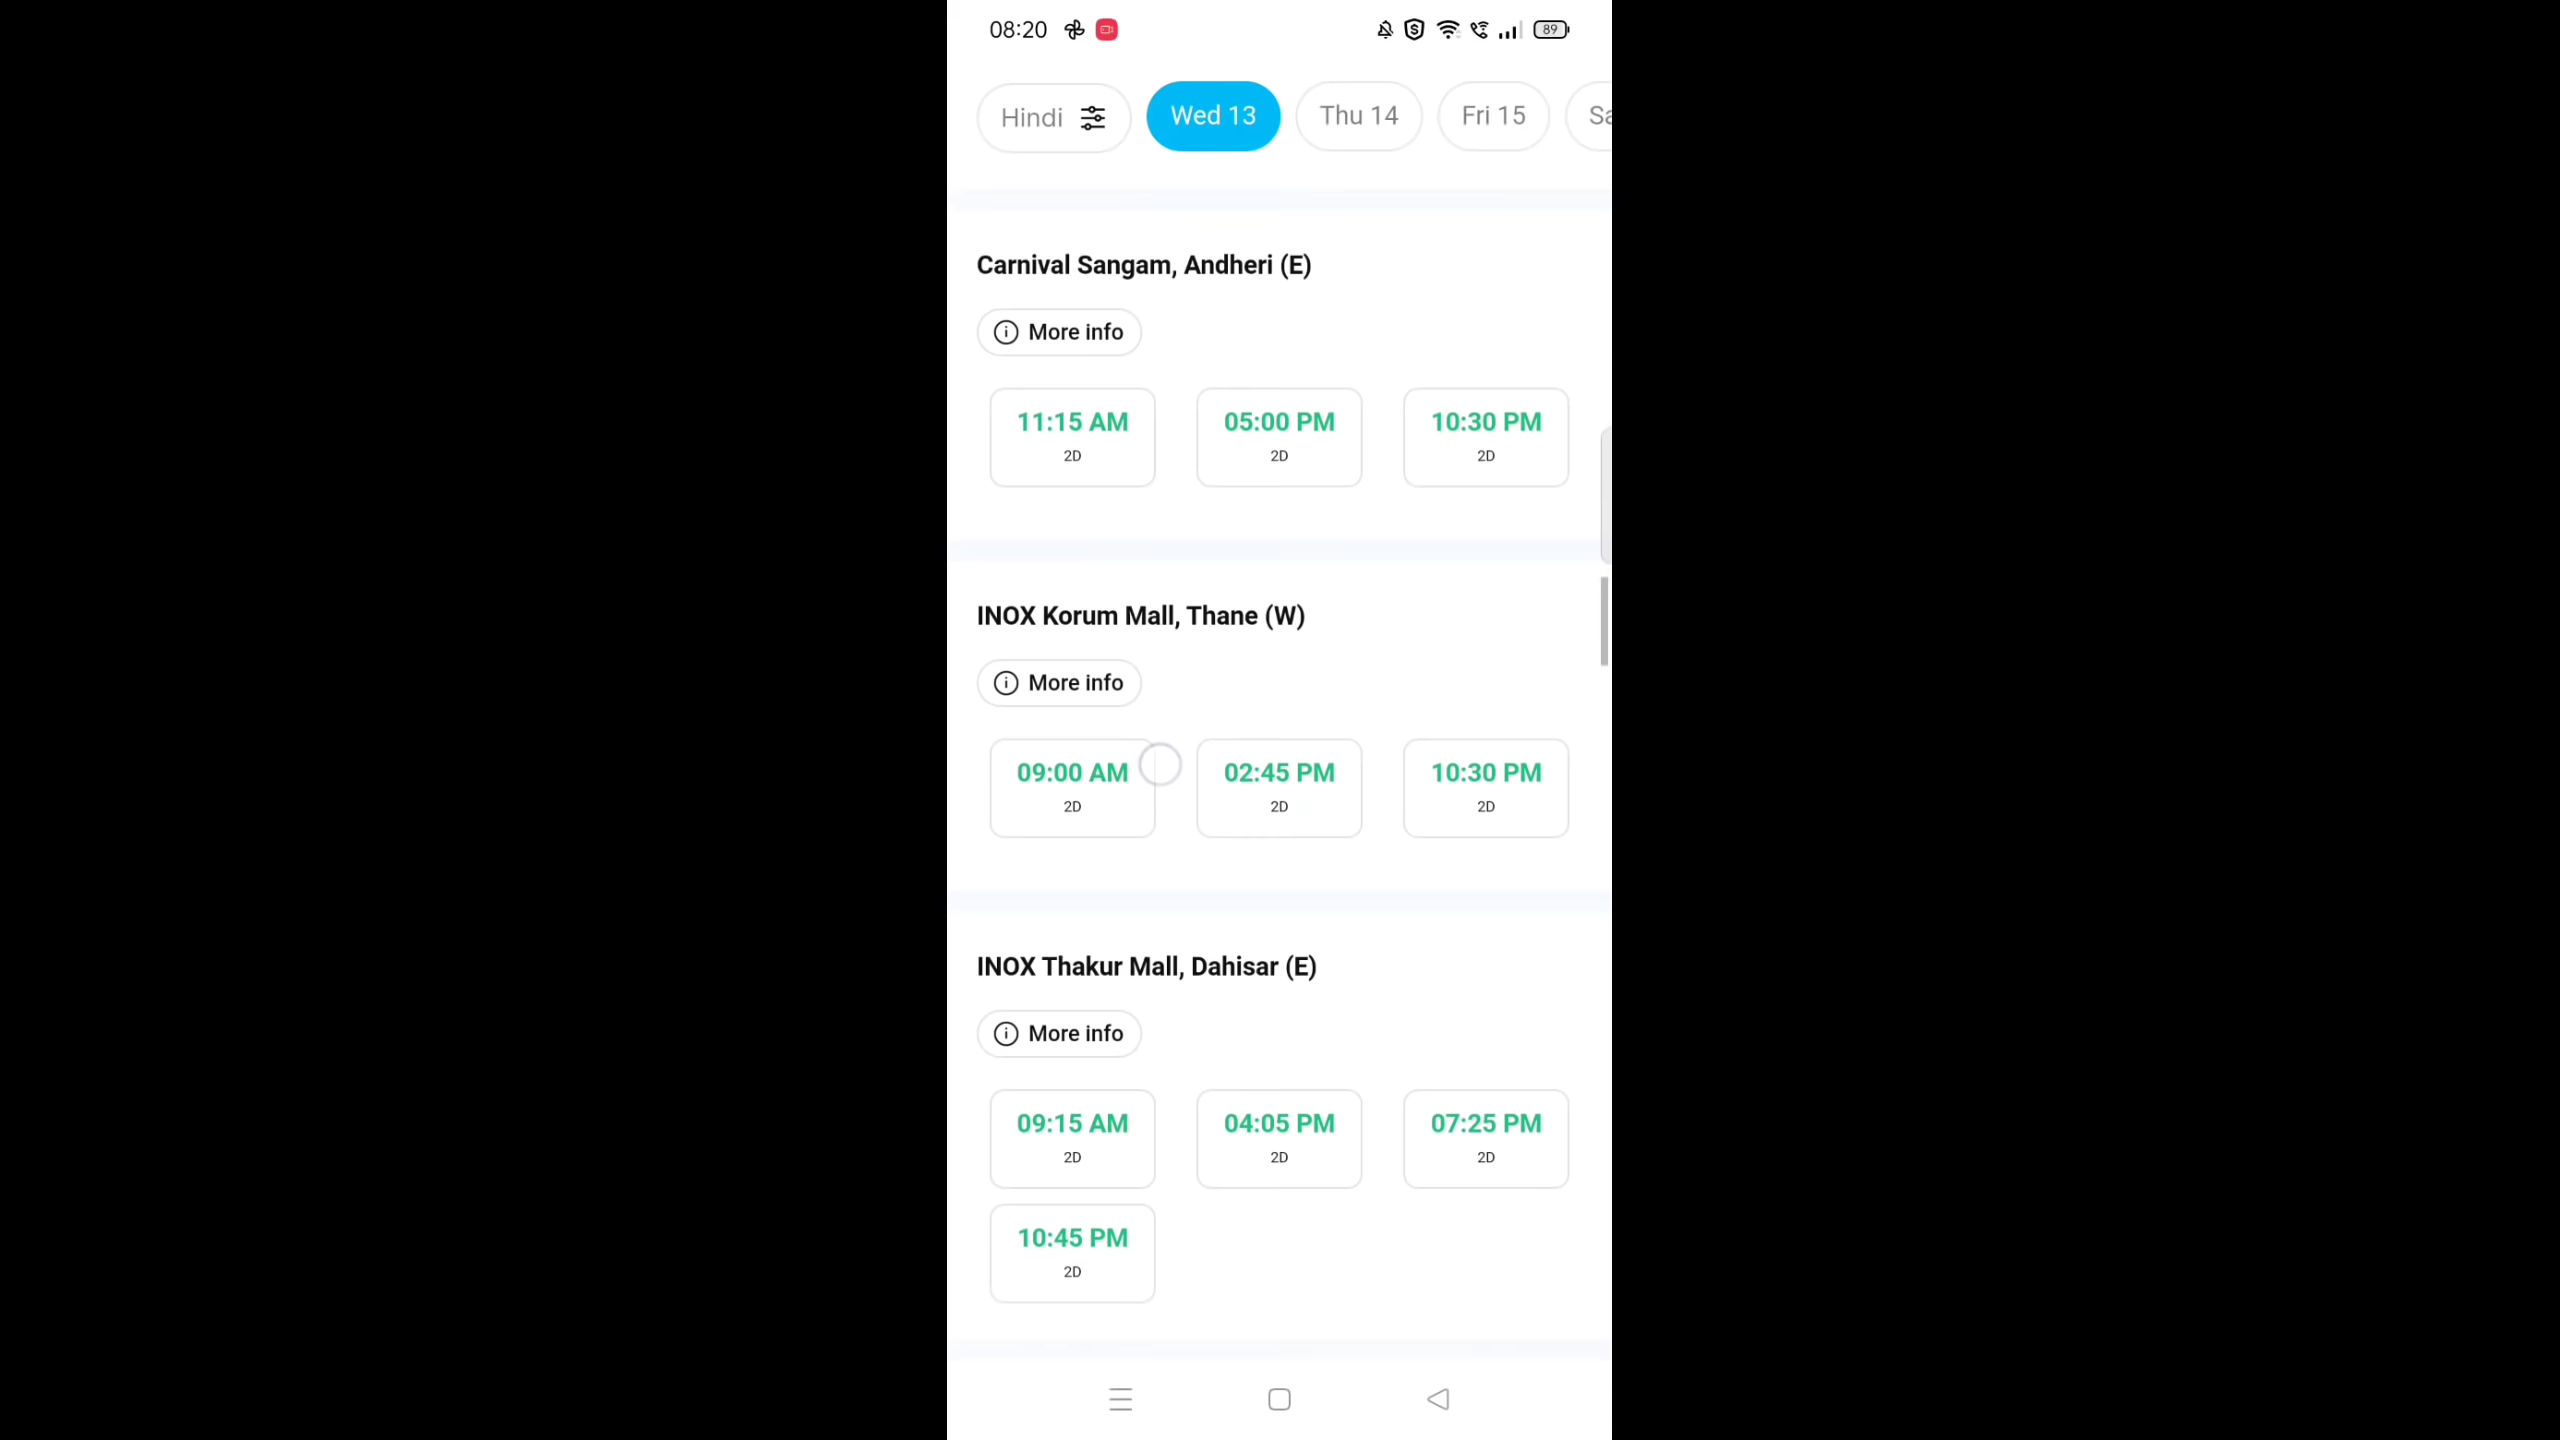 08:20 89
Hindi Wed 13 Thu 14 Fri 15 Sa
Carnival Sangam, Andheri (E)
More info
11:15 AM 05:00 PM 10:30 PM
2D 2D 2D
INOX Korum Mall, Thane (W)
More info
09:00 AM 02:45 PM 10:30 PM
2D 2D 2D
INOX Thakur Mall, Dahisar (E)
More info
09:15 AM 04:05 PM 07:25 PM
2D 2D 2D
10:45 PM
2D